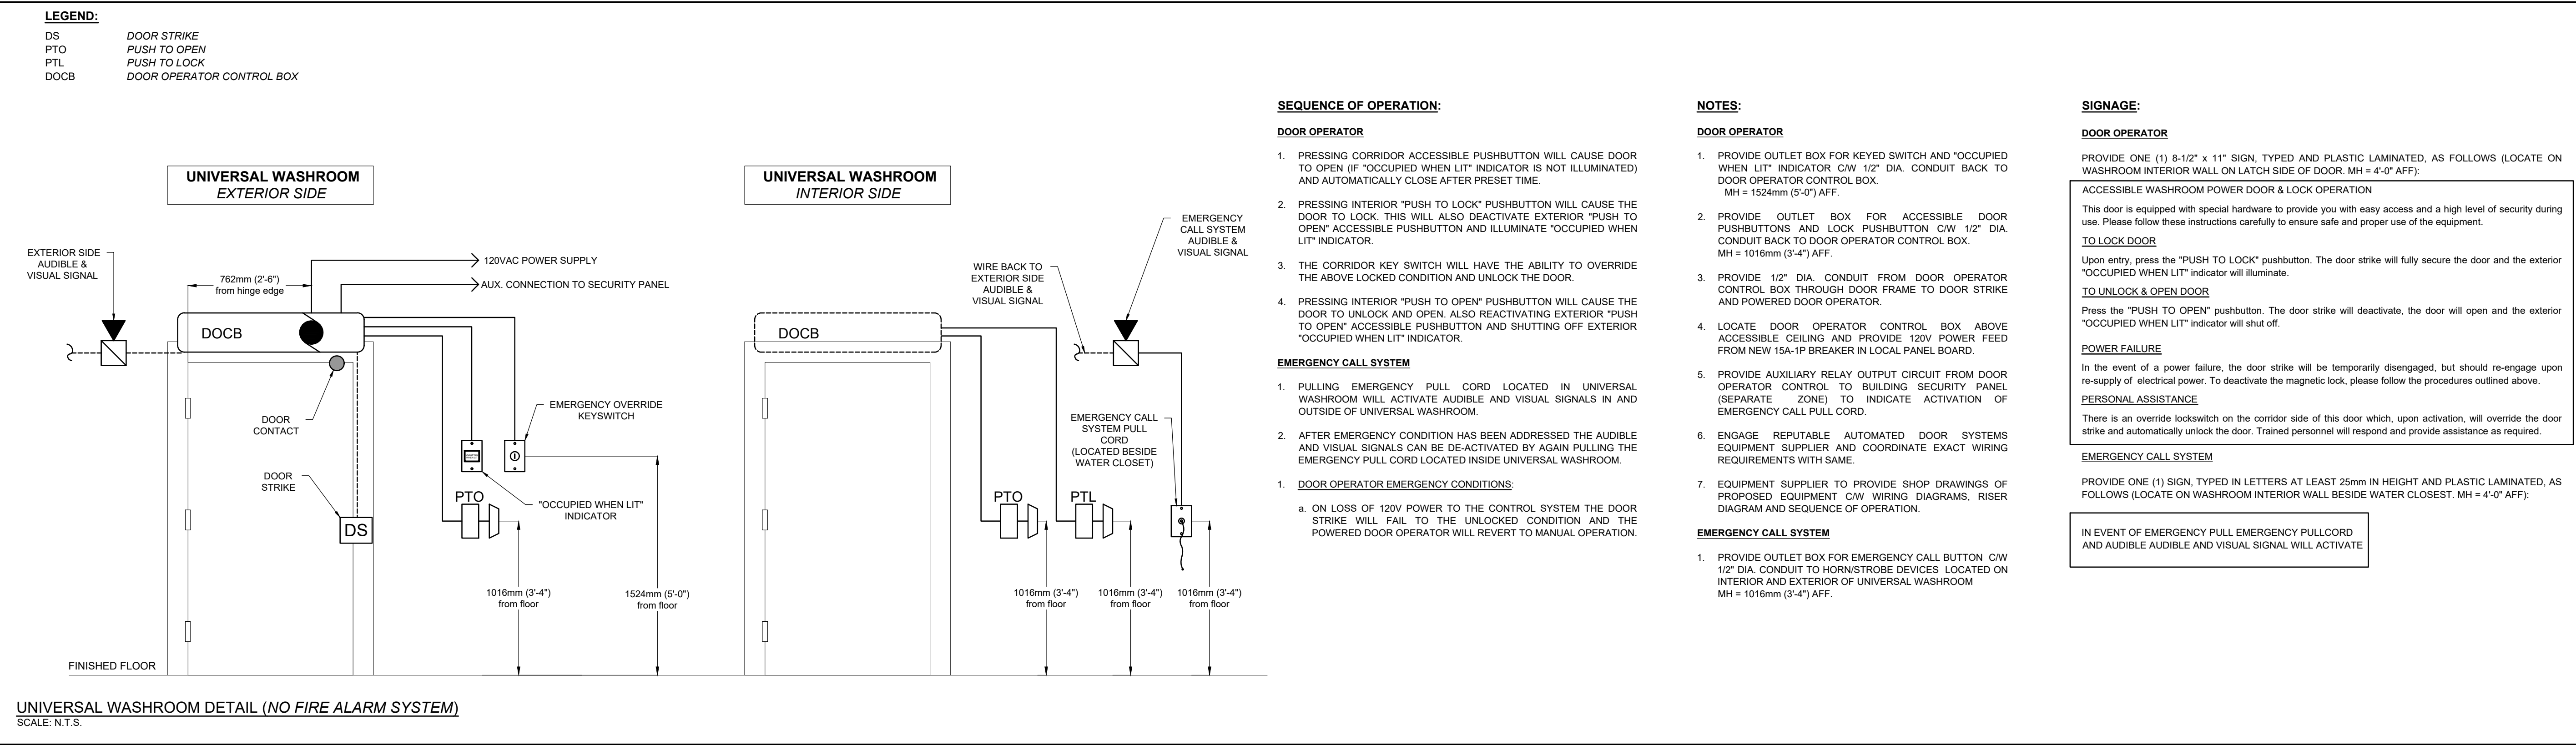 LEGEND:
DS DOOR STRIKE
PTO PUSH TO OPEN
PTL PUSH TO LOCK
DOCB DOOR OPERATOR CONTROL BOX
UNIVERSAL WASHROOM
EXTERIOR SIDE
EXTERIOR SIDE
AUDIBLE &
VISUAL SIGNAL
762mm (2'-6")
from hinge edge
120VAC POWER SUPPLY
AUX. CONNECTION TO SECURITY PANEL
DOCB
DOOR
CONTACT
EMERGENCY OVERRIDE
KEYSWITCH
DOOR
STRIKE
DS
PTO
"OCCUPIED WHEN LIT"
INDICATOR
1016mm (3'-4")
from floor
1524mm (5'-0")
from floor
FINISHED FLOOR
UNIVERSAL WASHROOM
INTERIOR SIDE
EMERGENCY
CALL SYSTEM
AUDIBLE &
VISUAL SIGNAL
WIRE BACK TO
EXTERIOR SIDE
AUDIBLE &
VISUAL SIGNAL
DOCB
EMERGENCY CALL
SYSTEM PULL
CORD
(LOCATED BESIDE
WATER CLOSET)
PTO
PTL
1016mm (3'-4")
from floor
1016mm (3'-4")
from floor
1016mm (3'-4")
from floor
UNIVERSAL WASHROOM DETAIL (NO FIRE ALARM SYSTEM)
SCALE: N.T.S.
SEQUENCE OF OPERATION:
DOOR OPERATOR
1. PRESSING CORRIDOR ACCESSIBLE PUSHBUTTON WILL CAUSE DOOR
TO OPEN (IF "OCCUPIED WHEN LIT" INDICATOR IS NOT ILLUMINATED)
AND AUTOMATICALLY CLOSE AFTER PRESET TIME.
2. PRESSING INTERIOR "PUSH TO LOCK" PUSHBUTTON WILL CAUSE THE
DOOR TO LOCK. THIS WILL ALSO DEACTIVATE EXTERIOR "PUSH TO
OPEN" ACCESSIBLE PUSHBUTTON AND ILLUMINATE "OCCUPIED WHEN
LIT" INDICATOR.
3. THE CORRIDOR KEY SWITCH WILL HAVE THE ABILITY TO OVERRIDE
THE ABOVE LOCKED CONDITION AND UNLOCK THE DOOR.
4. PRESSING INTERIOR "PUSH TO OPEN" PUSHBUTTON WILL CAUSE THE
DOOR TO UNLOCK AND OPEN. ALSO REACTIVATING EXTERIOR "PUSH
TO OPEN" ACCESSIBLE PUSHBUTTON AND SHUTTING OFF EXTERIOR
"OCCUPIED WHEN LIT" INDICATOR.
EMERGENCY CALL SYSTEM
1. PULLING EMERGENCY PULL CORD LOCATED IN UNIVERSAL
WASHROOM WILL ACTIVATE AUDIBLE AND VISUAL SIGNALS IN AND
OUTSIDE OF UNIVERSAL WASHROOM.
2. AFTER EMERGENCY CONDITION HAS BEEN ADDRESSED THE AUDIBLE
AND VISUAL SIGNALS CAN BE DE-ACTIVATED BY AGAIN PULLING THE
EMERGENCY PULL CORD LOCATED INSIDE UNIVERSAL WASHROOM.
1. DOOR OPERATOR EMERGENCY CONDITIONS:
a. ON LOSS OF 120V POWER TO THE CONTROL SYSTEM THE DOOR
STRIKE WILL FAIL TO THE UNLOCKED CONDITION AND THE
POWERED DOOR OPERATOR WILL REVERT TO MANUAL OPERATION.
NOTES:
DOOR OPERATOR
1. PROVIDE OUTLET BOX FOR KEYED SWITCH AND "OCCUPIED
WHEN LIT" INDICATOR C/W 1/2" DIA. CONDUIT BACK TO
DOOR OPERATOR CONTROL BOX.
MH = 1524mm (5'-0") AFF.
2. PROVIDE OUTLET BOX FOR ACCESSIBLE DOOR
PUSHBUTTONS AND LOCK PUSHBUTTON C/W 1/2" DIA.
CONDUIT BACK TO DOOR OPERATOR CONTROL BOX.
MH = 1016mm (3'-4") AFF.
3. PROVIDE 1/2" DIA. CONDUIT FROM DOOR OPERATOR
CONTROL BOX THROUGH DOOR FRAME TO DOOR STRIKE
AND POWERED DOOR OPERATOR.
4. LOCATE DOOR OPERATOR CONTROL BOX ABOVE
ACCESSIBLE CEILING AND PROVIDE 120V POWER FEED
FROM NEW 15A-1P BREAKER IN LOCAL PANEL BOARD.
5. PROVIDE AUXILIARY RELAY OUTPUT CIRCUIT FROM DOOR
OPERATOR CONTROL TO BUILDING SECURITY PANEL
(SEPARATE ZONE) TO INDICATE ACTIVATION OF
EMERGENCY CALL PULL CORD.
6. ENGAGE REPUTABLE AUTOMATED DOOR SYSTEMS
EQUIPMENT SUPPLIER AND COORDINATE EXACT WIRING
REQUIREMENTS WITH SAME.
7. EQUIPMENT SUPPLIER TO PROVIDE SHOP DRAWINGS OF
PROPOSED EQUIPMENT C/W WIRING DIAGRAMS, RISER
DIAGRAM AND SEQUENCE OF OPERATION.
EMERGENCY CALL SYSTEM
1. PROVIDE OUTLET BOX FOR EMERGENCY CALL BUTTON C/W
1/2" DIA. CONDUIT TO HORN/STROBE DEVICES LOCATED ON
INTERIOR AND EXTERIOR OF UNIVERSAL WASHROOM
MH = 1016mm (3'-4") AFF.
SIGNAGE:
DOOR OPERATOR
PROVIDE ONE (1) 8-1/2" x 11" SIGN, TYPED AND PLASTIC LAMINATED, AS FOLLOWS (LOCATE ON
WASHROOM INTERIOR WALL ON LATCH SIDE OF DOOR. MH = 4'-0" AFF):
ACCESSIBLE WASHROOM POWER DOOR & LOCK OPERATION
This door is equipped with special hardware to provide you with easy access and a high level of security during
use. Please follow these instructions carefully to ensure safe and proper use of the equipment.
TO LOCK DOOR
Upon entry, press the "PUSH TO LOCK" pushbutton. The door strike will fully secure the door and the exterior
"OCCUPIED WHEN LIT" indicator will illuminate.
TO UNLOCK & OPEN DOOR
Press the "PUSH TO OPEN" pushbutton. The door strike will deactivate, the door will open and the exterior
"OCCUPIED WHEN LIT" indicator will shut off.
POWER FAILURE
In the event of a power failure, the door strike will be temporarily disengaged, but should re-engage upon
re-supply of electrical power. To deactivate the magnetic lock, please follow the procedures outlined above.
PERSONAL ASSISTANCE
There is an override lockswitch on the corridor side of this door which, upon activation, will override the door
strike and automatically unlock the door. Trained personnel will respond and provide assistance as required.
EMERGENCY CALL SYSTEM
PROVIDE ONE (1) SIGN, TYPED IN LETTERS AT LEAST 25mm IN HEIGHT AND PLASTIC LAMINATED, AS
FOLLOWS (LOCATE ON WASHROOM INTERIOR WALL BESIDE WATER CLOSEST. MH = 4'-0" AFF):
IN EVENT OF EMERGENCY PULL EMERGENCY PULLCORD
AND AUDIBLE AUDIBLE AND VISUAL SIGNAL WILL ACTIVATE